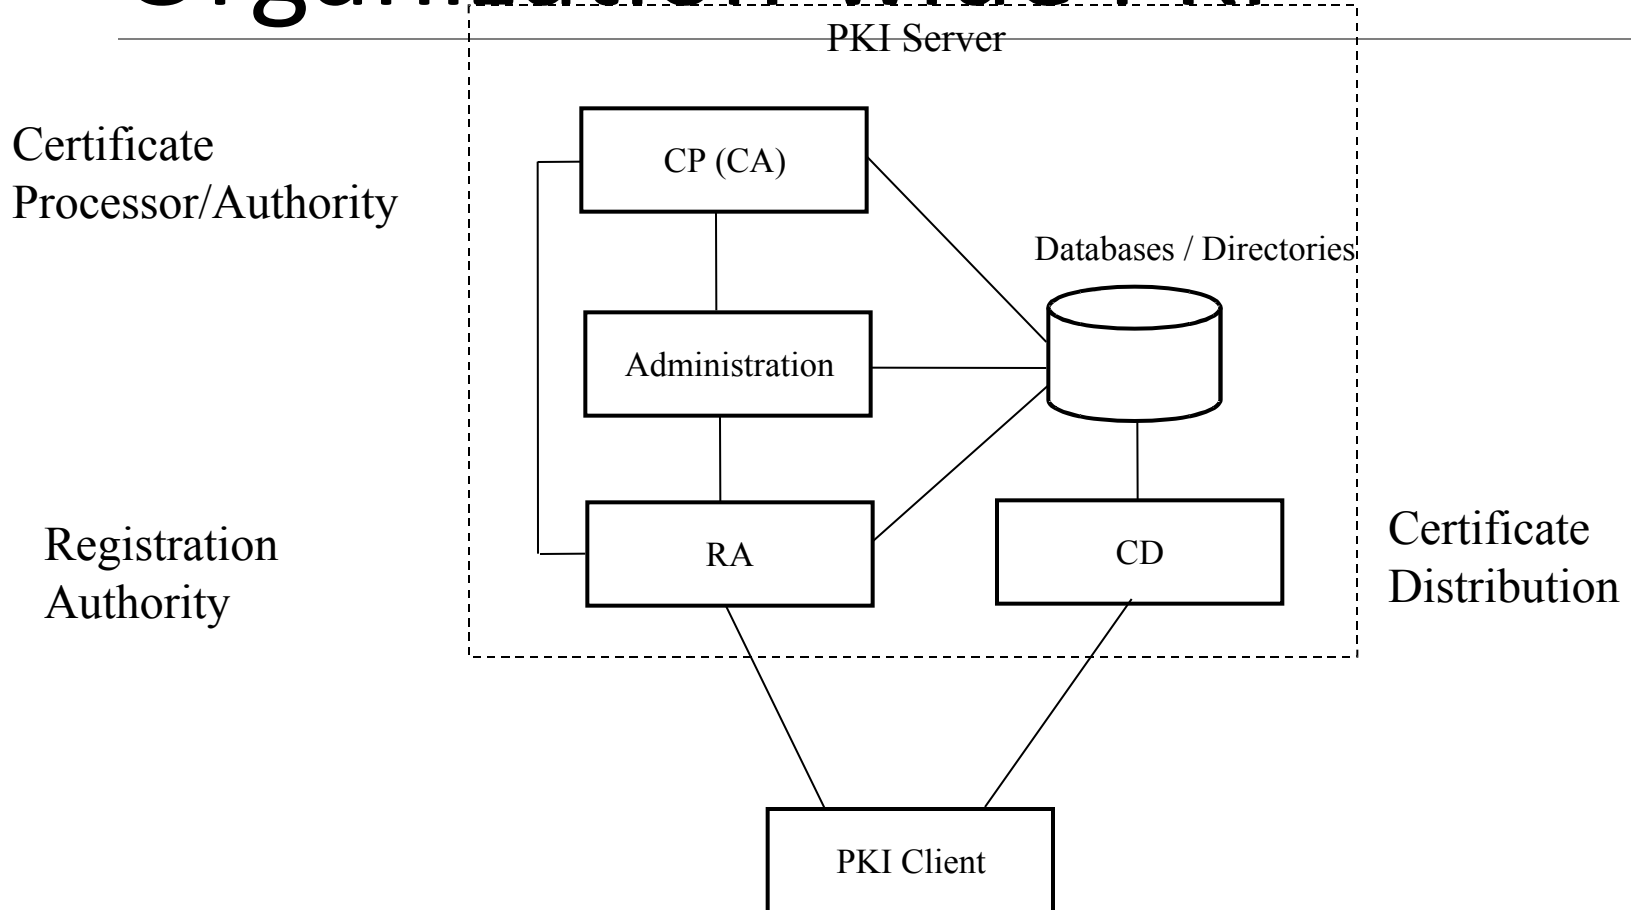 PKI Server
Certificate
Processor/Authority
CP (CA)
Databases / Directories
Administration
Registration
Authority
RA
CD
Certificate
Distribution
PKI Client